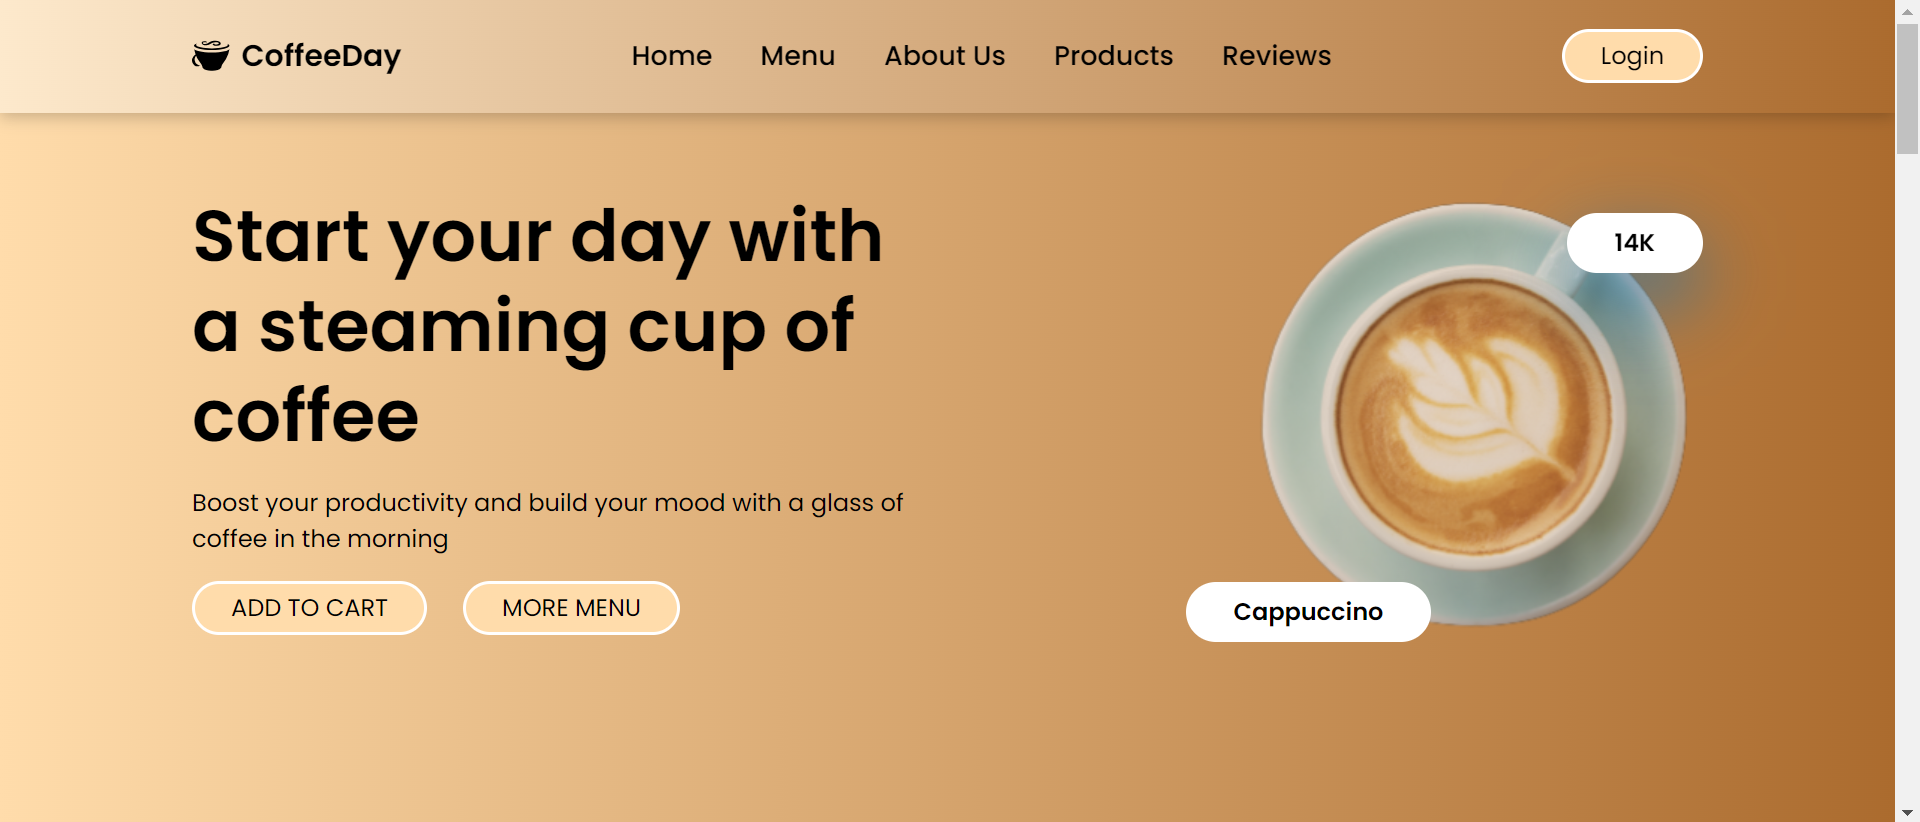 CoffeeDay
Home
Menu
About Us
Products
Reviews
Login
Start your day with
a steaming cup of
coffee
Boost your productivity and build your mood with a glass of
coffee in the morning
ADD TO CART
MORE MENU
14K
Cappuccino